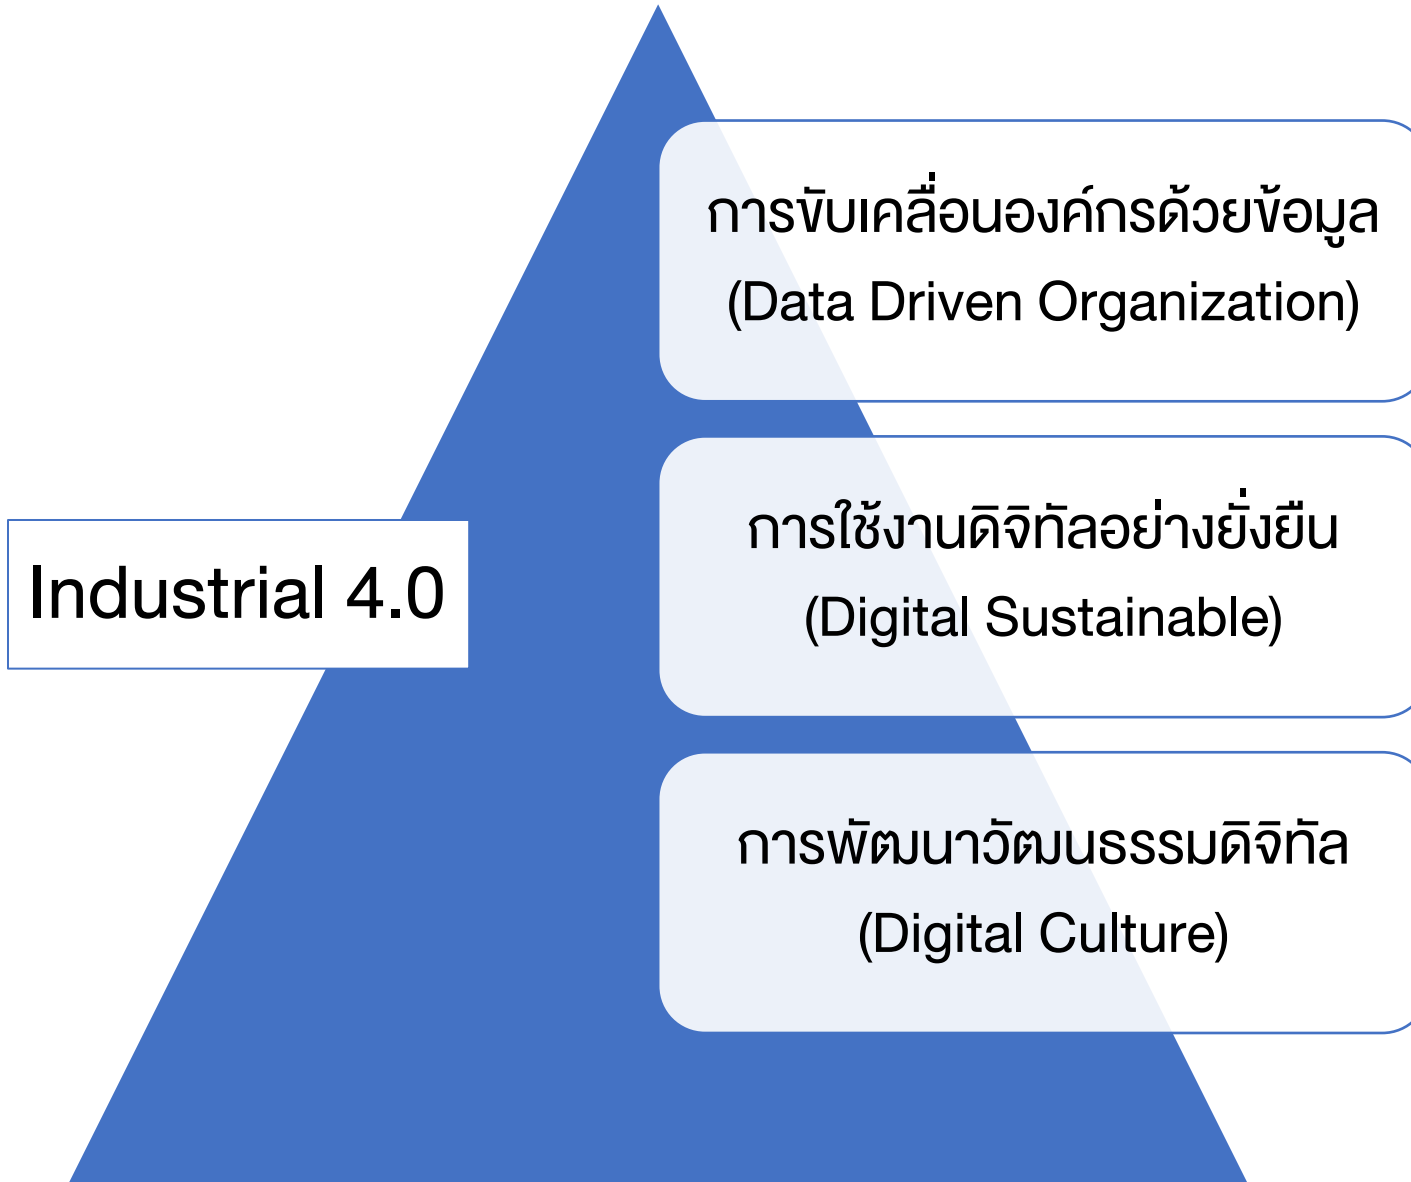 การขับเคลื่อนองค์กรด้วยข้อมูล
(Data Driven Organization)
การใช้งานดิจิทัลอย่างยั่งยืน
(Digital Sustainable)
Industrial 4.0
การพัฒนาวัฒนธรรมดิจิทัล
(Digital Culture)